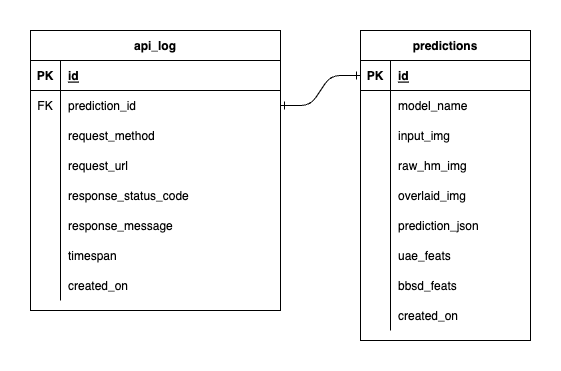 api_log
PK id
FK prediction_id
request_method
request_url
response_status_code
response_message
timespan
created_on
predictions
PK id
model_name
input_img
raw_hm_img
overlaid_img
prediction_json
uae_feats
bbsd_feats
created_on